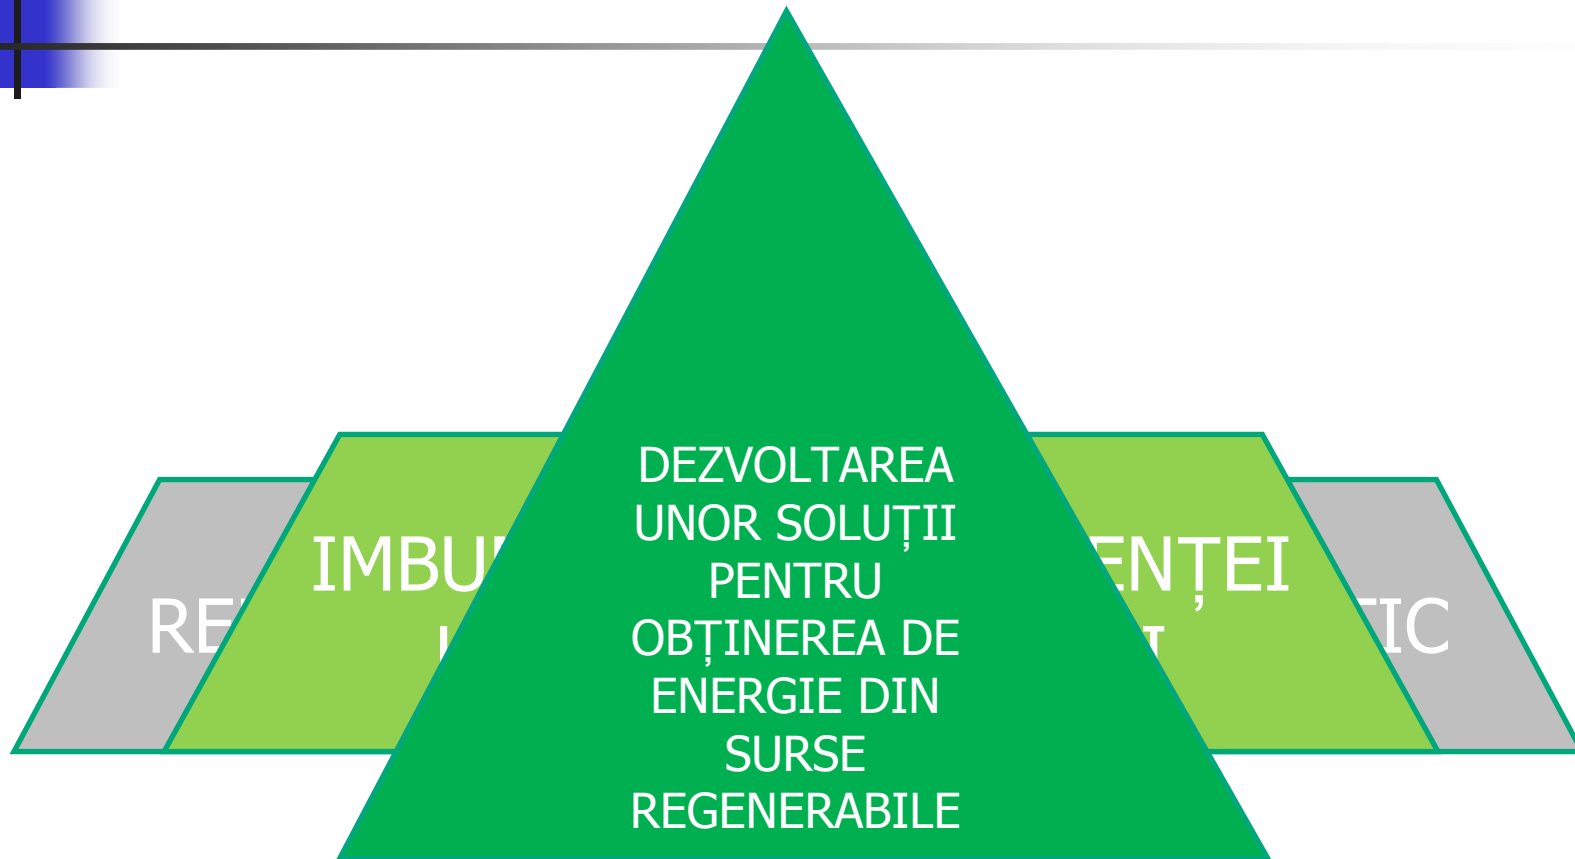 DEZVOLTAREA
UNOR SOLUȚII
PENTRU
OBȚINEREA DE
ENERGIE DIN
SURSE
REGENERABILE